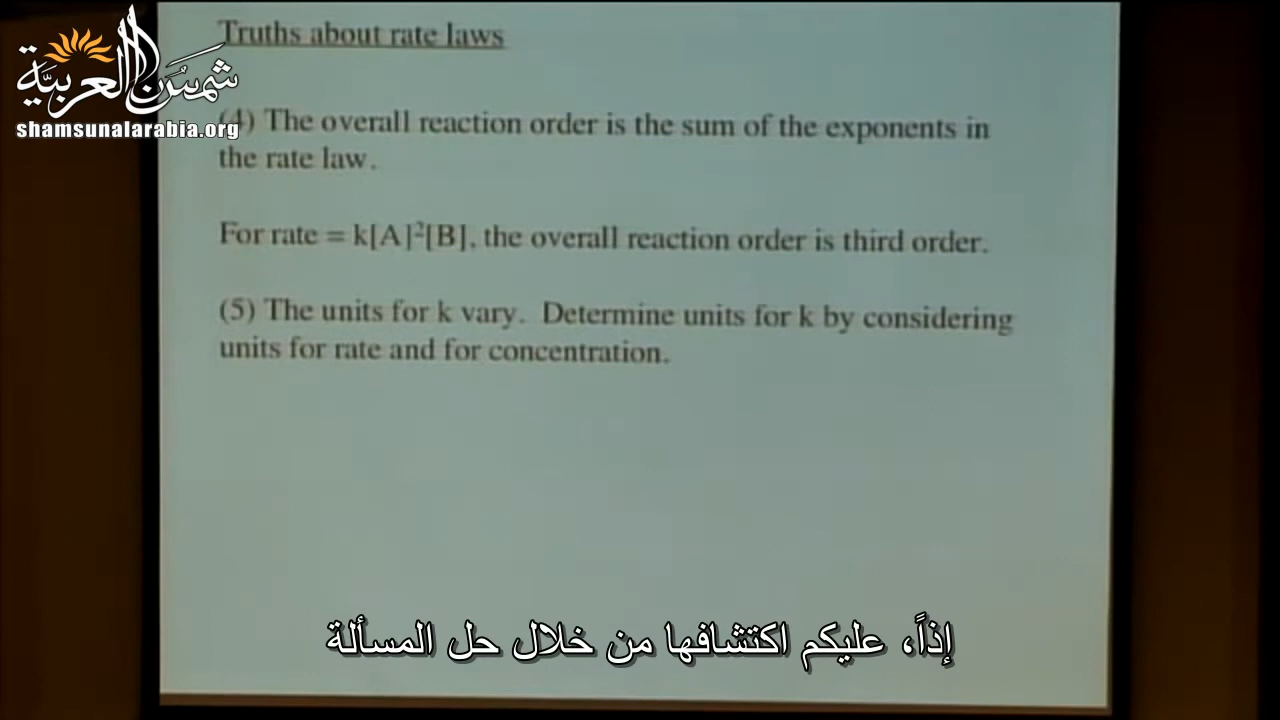 شمس العربية
shamsunalarabia.org
Truths about rate laws
(4) The overall reaction order is the sum of the exponents in
the rate law.
For rate = k[A]²[B], the overall reaction order is third order.
(5) The units for k vary. Determine units for k by considering
units for rate and for concentration.
إذاً، عليكم اكتشافها من خلال حل المسألة